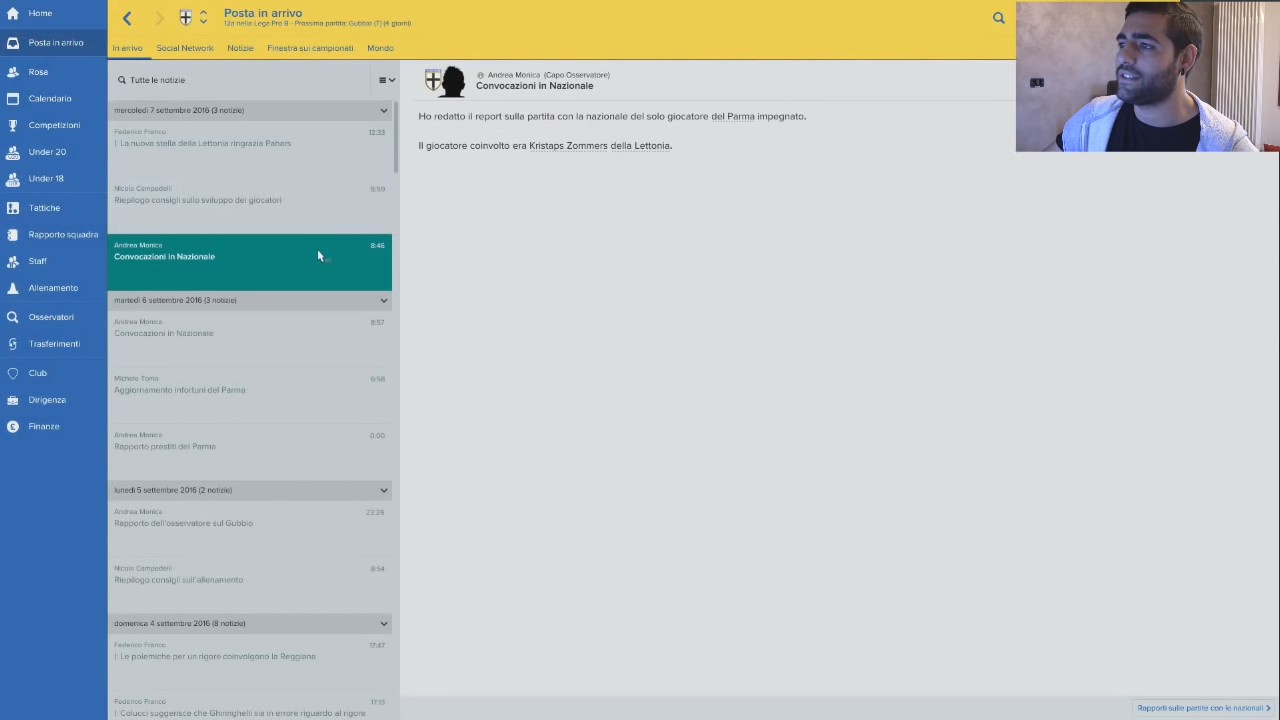 Home
Posta in arrivo
Rosa
Calendario
Competizioni
Under 20
Under 18
Tattiche
Rapporto squadra
Staff
Allenamento
Osservatori
Trasferimenti
Club
Dirigenza
Finanze
Posta in arrivo
12a nella Lega Pro B - Prossima partita: Gubbio (T) (4 giorni)
In arrivo
Social Network
Notizie
Finestra sui campionati
Mondo
Tutte le notizie
mercoledì 7 settembre 2016 (3 notizie)
Federico Franco 12:33
I: La nuova stella della Lettonia ringrazia Pahars
Nicola Campedelli 9:59
Riepilogo consigli sullo sviluppo dei giocatori
Andrea Monica 8:46
Convocazioni in Nazionale
martedì 6 settembre 2016 (3 notizie)
Andrea Monica 8:57
Convocazioni in Nazionale
Michele Toma
Aggiornamento infortuni del Parma
Andrea Monica 0:00
Rapporto prestiti del Parma
lunedì 5 settembre 2016 (2 notizie)
Andrea Monica 23:26
Rapporto dell'osservatore sul Gubbio
Nicola Campedelli 8:54
Riepilogo consigli sull'allenamento
domenica 4 settembre 2016 (8 notizie)
Federico Franco 17:47
I: Le polemiche per un rigore coinvolgono la Reggiana
Federico Franco 17:13
I: Colucci suggerisce che Ghiringhelli sia in errore riguardo al rigore
Andrea Monica (Capo Osservatore)
Convocazioni in Nazionale
Ho redatto il report sulla partita con la nazionale del solo giocatore del Parma impegnato.
Il giocatore coinvolto era Kristaps Zommers della Lettonia.
Rapporti sulle partite con le nazionali